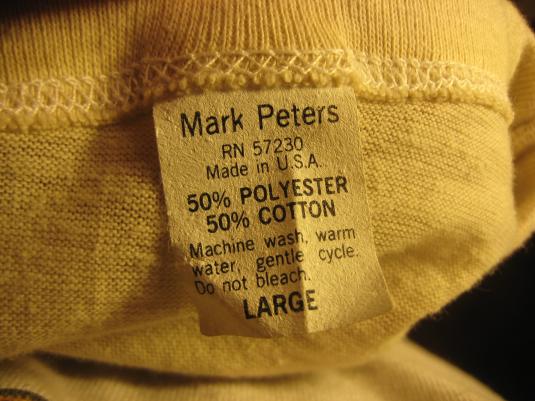 Mark Peters
RN 57230
Made in U.S.A.
50% POLYESTER
50% COTTON
Machine wash, warm
water, gentle cycle.
Do not bleach.
LARGE